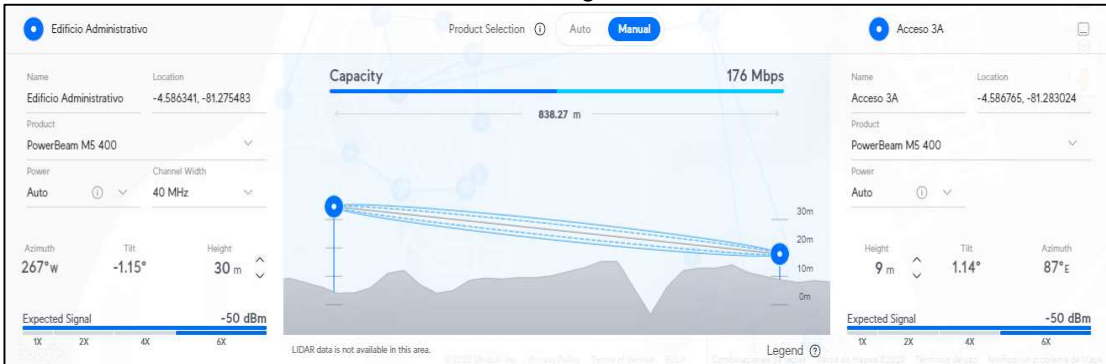 Edificio Administrativo
Product Selection Auto Manual
Acceso 3A
Name Location
Edificio Administrativo -4.586341, -81.275483
Product
PowerBeam M5 400
Power Channel Width
Auto 40 MHz
Azimuth Tilt Height
267°W -1.15° 30 m
Expected Signal -50 dBm
1X 2X 4X 6X
Capacity 176 Mbps
838.27 m
30m
20m
10m
0m
LIDAR data is not available in this area.
Legend
Name Location
Acceso 3A -4.586765, -81.283024
Product
PowerBeam M5 400
Power
Auto
Height Tilt Azimuth
9 m 1.14° 87°E
Expected Signal -50 dBm
1X 2X 4X 6X